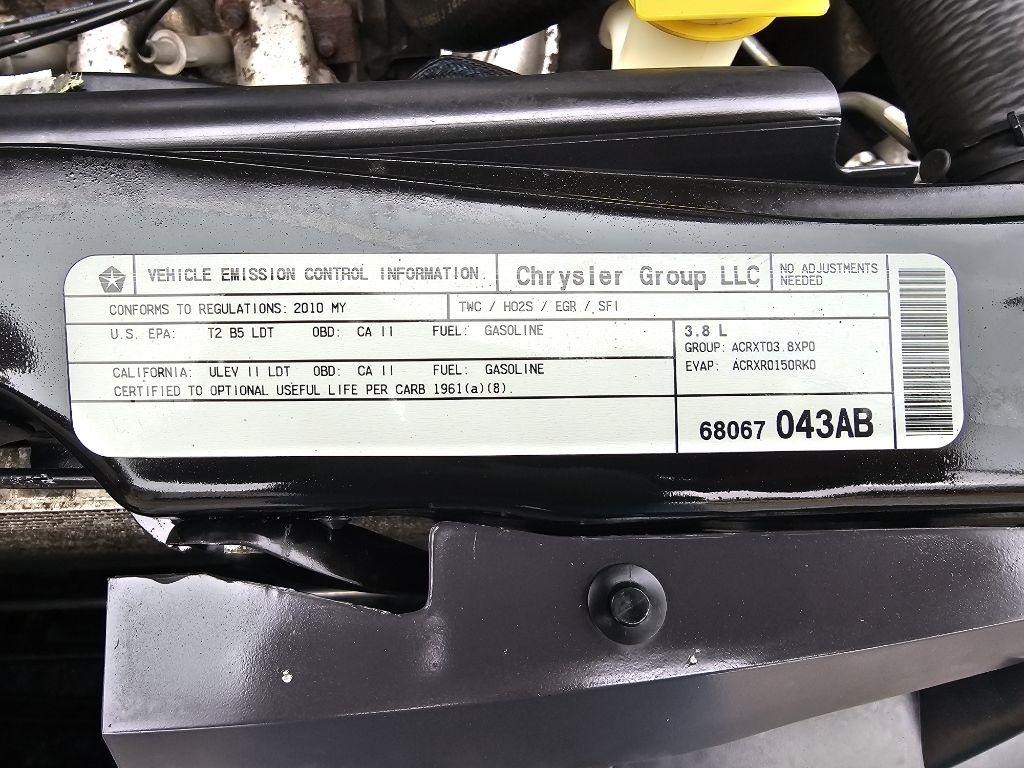 VEHICLE EMISSION CONTROL INFORMATION
Chrysler Group LLC
NO ADJUSTMENTS
NEEDED
CONFORMS TO REGULATIONS: 2010 MY
TWC / HO2S / EGR / SFI
U.S. EPA: T2 B5 LDT OBD: CA II FUEL: GASOLINE
CALIFORNIA: ULEV II LDT OBD: CA II FUEL: GASOLINE
CERTIFIED TO OPTIONAL USEFUL LIFE PER CARB 1961(a)(8).
3.8 L
GROUP: ACRXT03.8XP0
EVAP: ACRXR0150RK0
68067 043AB